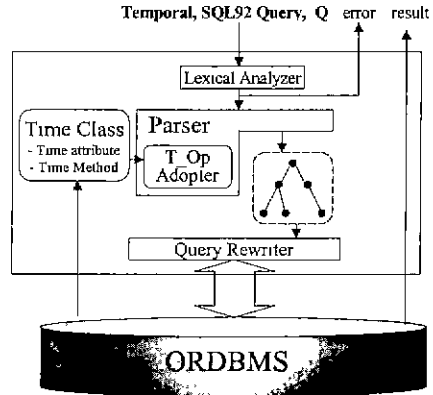 Temporal, SQL92 Query, Q error result
Lexical Analyzer
Time Class
- Time attribute
- Time Method
Parser
T_Op
Adopter
Query Rewriter
ORDBMS